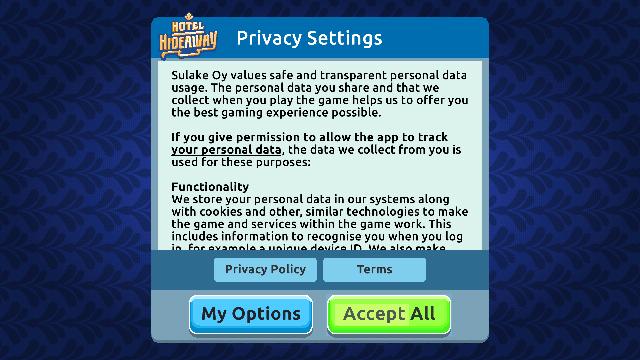 HOTEL
HIDEAWAY
Privacy Settings
Sulake Oy values safe and transparent personal data
usage. The personal data you share and that we
collect when you play the game helps us to offer you
the best gaming experience possible.
If you give permission to allow the app to track
your personal data, the data we collect from you is
used for these purposes:
Functionality
We store your personal data in our systems along
with cookies and other, similar technologies to make
the game and services within the game work. This
includes information to recognise you when you log
in, for example a unique device ID. We also make
Privacy Policy
Terms
My Options
Accept All